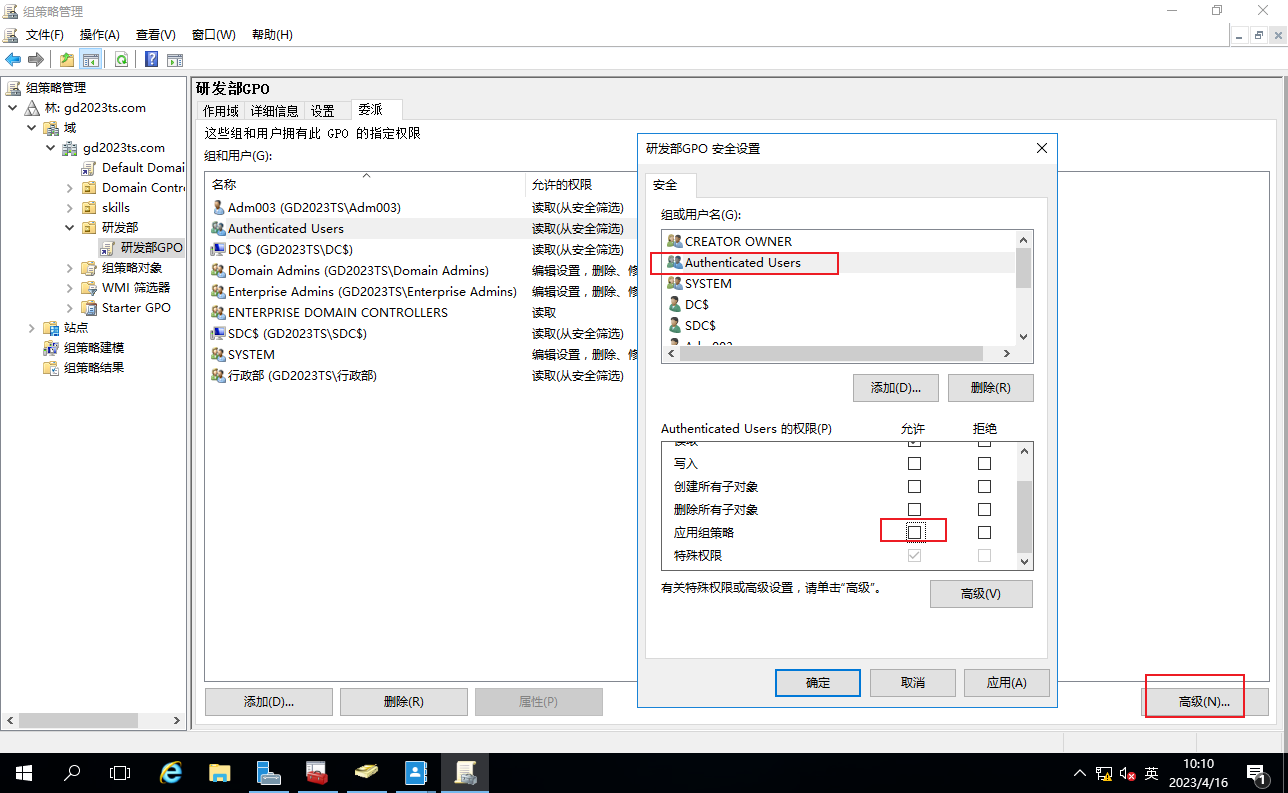 组策略管理
文件(F) 操作(A) 查看(V) 窗口(W) 帮助(H)
组策略管理
林: gd2023ts.com
域
gd2023ts.com
Default Domai
Domain Contr
skills
研发部
研发部GPO
组策略对象
WMI 筛选器
Starter GPO
站点
组策略建模
组策略结果
研发部GPO
作用域 详细信息 设置 委派
这些组和用户拥有此 GPO 的指定权限
组和用户(G):
名称 允许的权限
Adm003 (GD2023TS\Adm003) 读取(从安全筛选)
Authenticated Users 读取(从安全筛选)
DC$ (GD2023TS\DC$) 读取(从安全筛选)
Domain Admins (GD2023TS\Domain Admins) 编辑设置，删除、修
Enterprise Admins (GD2023TS\Enterprise Admins) 编辑设置，删除、修
ENTERPRISE DOMAIN CONTROLLERS 读取
SDC$ (GD2023TS\SDC$) 读取(从安全筛选)
SYSTEM 编辑设置，删除、修
行政部 (GD2023TS\行政部) 读取(从安全筛选)
添加(D)... 删除(R) 属性(P) 高级(N)...
研发部GPO 安全设置
安全
组或用户名(G):
CREATOR OWNER
Authenticated Users
SYSTEM
DC$
SDC$
添加(D)... 删除(R)
Authenticated Users 的权限(P) 允许 拒绝
读取
写入
创建所有子对象
删除所有子对象
应用组策略
特殊权限
有关特殊权限或高级设置，请单击“高级”。
高级(V)
确定 取消 应用(A)
英
10:10
2023/4/16
1